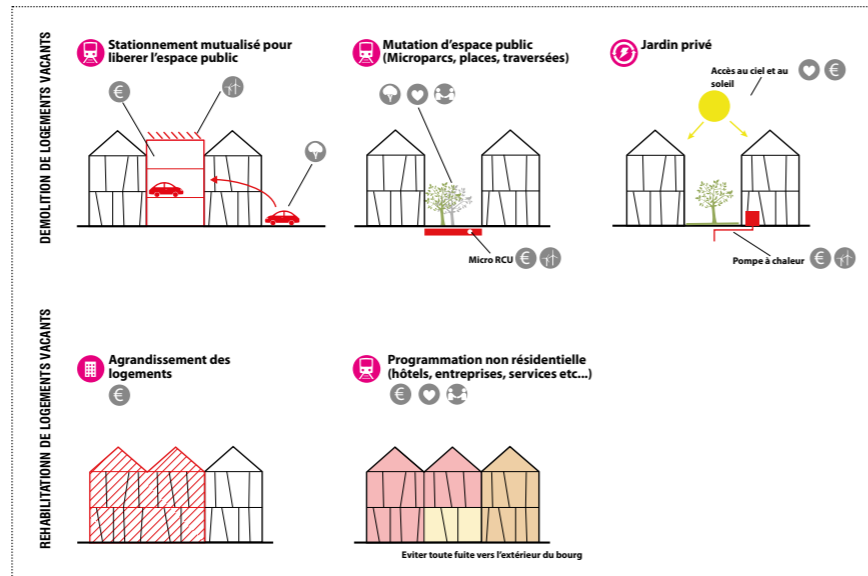 DEMOLITION DE LOGEMENTS VACANTS
Stationnement mutualisé pour
liberer l'espace public
€
Mutation d'espace public
(Microparcs, places, traversées)
Micro RCU
€
Jardin privé
Accès au ciel et au
soleil
€
Pompe à chaleur
€
REHABILITATIONN DE LOGEMENTS VACANTS
Agrandissement des
logements
€
Programmation non résidentielle
(hôtels, entreprises, services etc...)
€
Eviter toute fuite vers l'extérieur du bourg